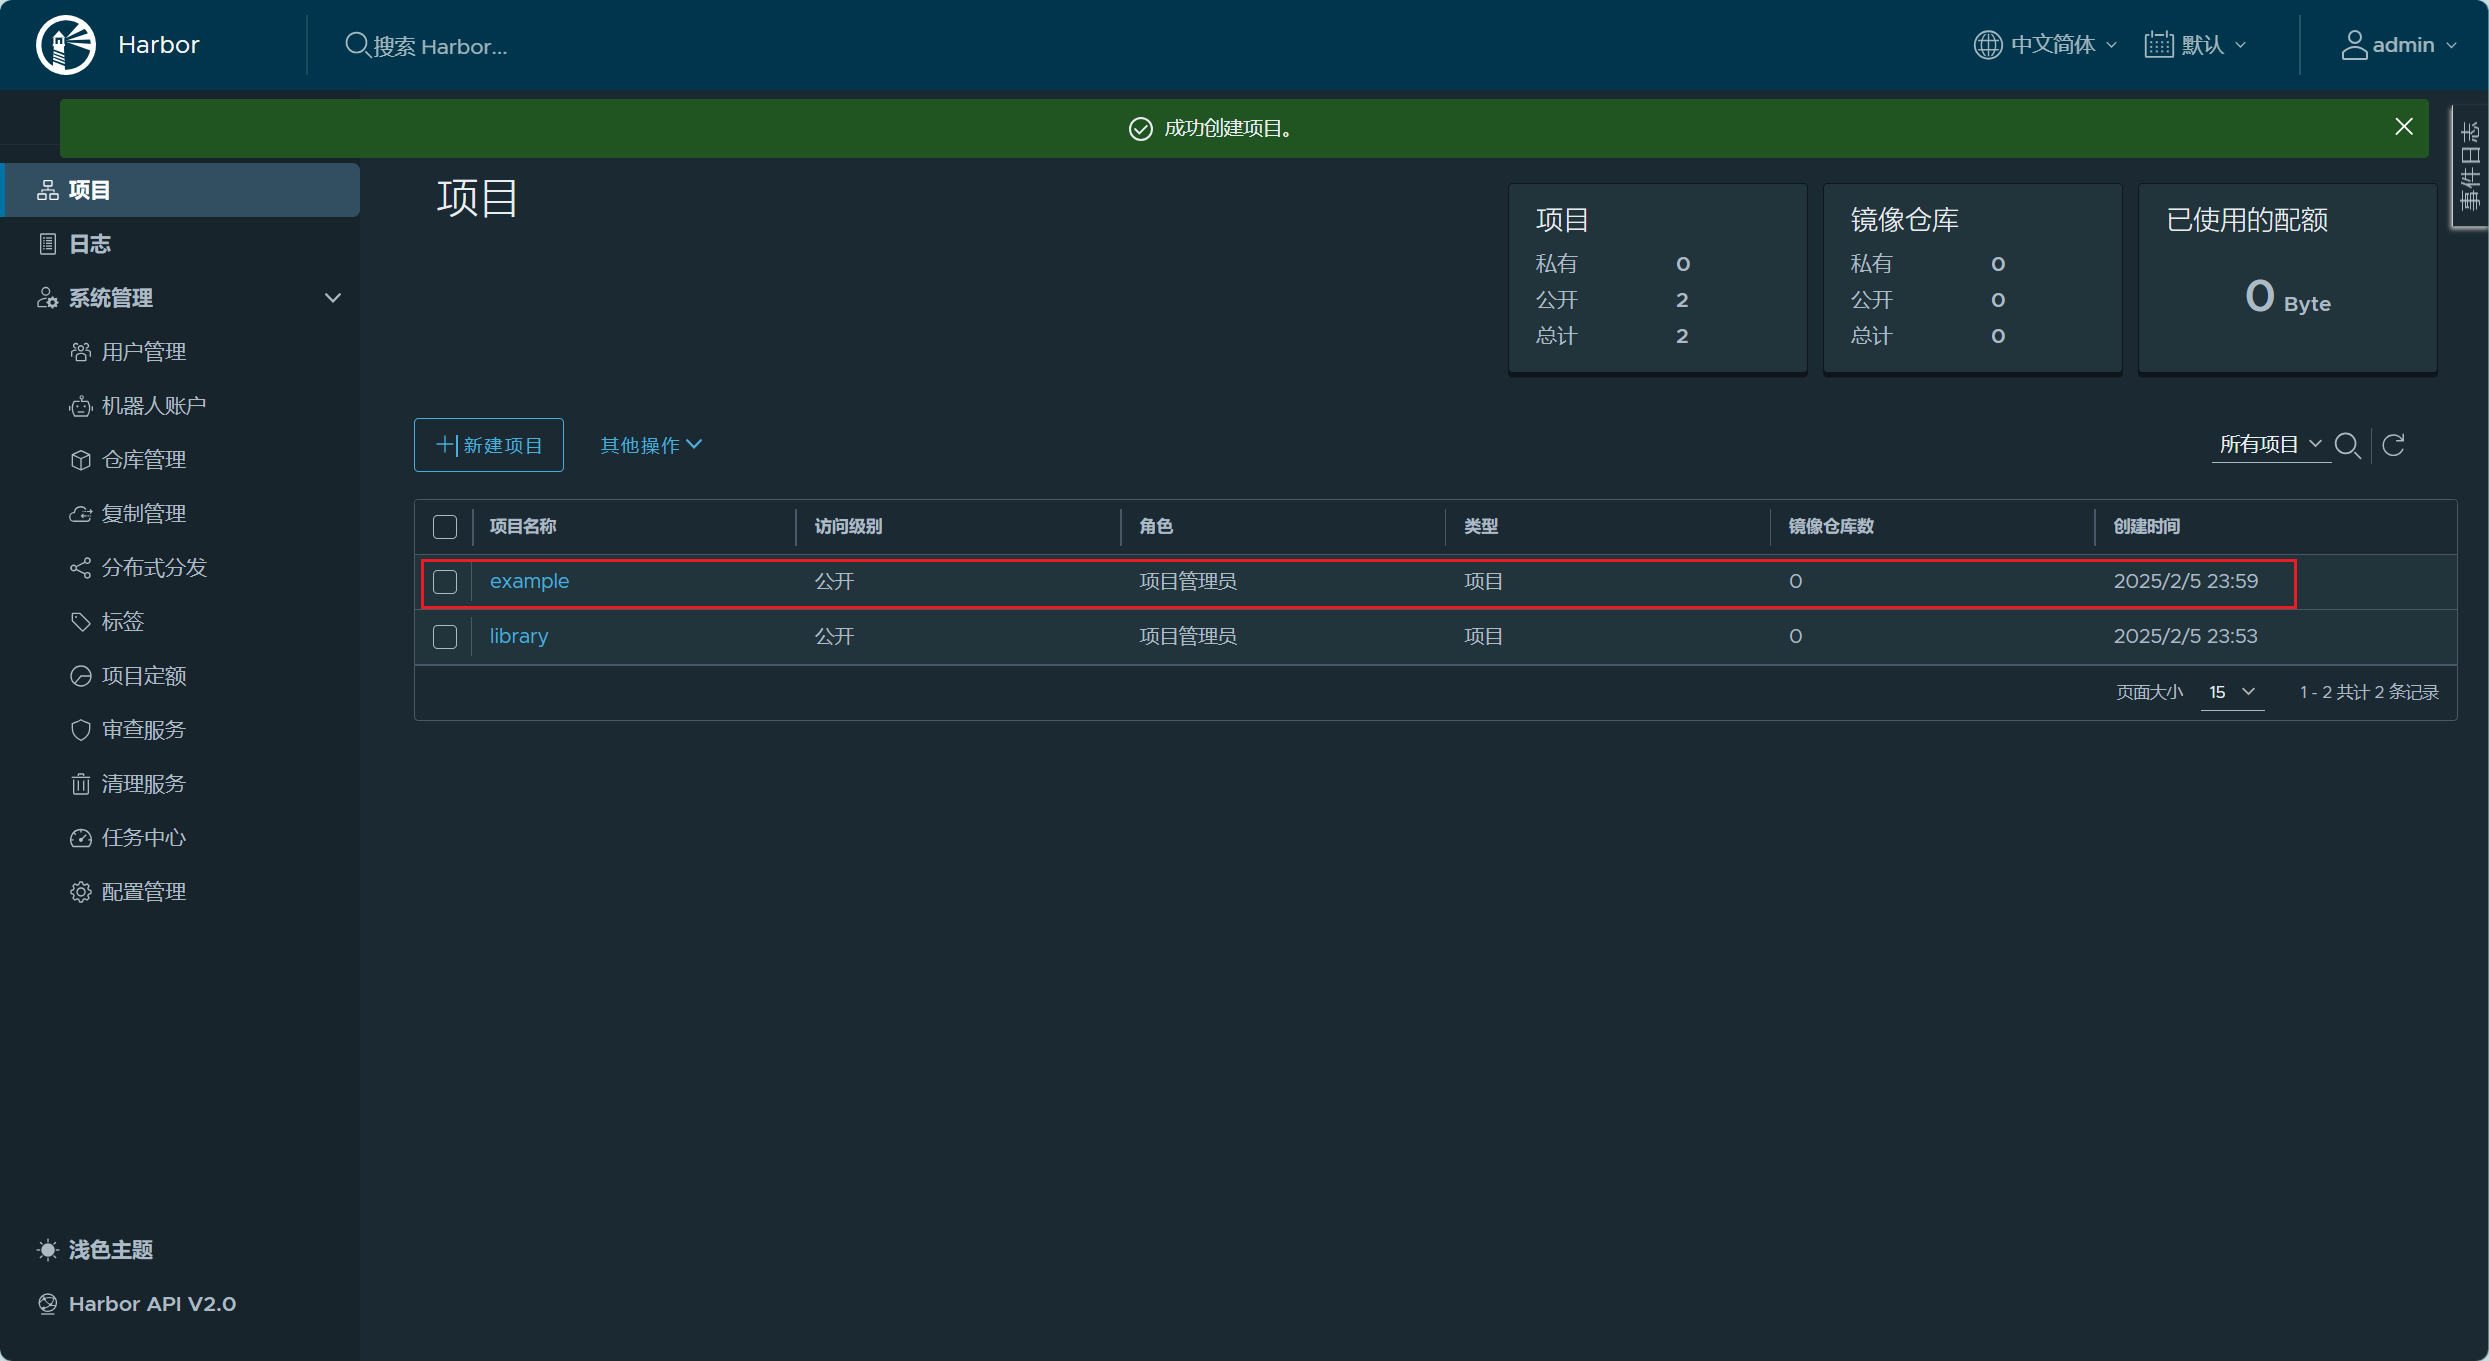 Harbor
搜索 Harbor...
中文简体
默认
admin
成功创建项目。
事件日志
项目
日志
系统管理
用户管理
机器人账户
仓库管理
复制管理
分布式分发
标签
项目定额
审查服务
清理服务
任务中心
配置管理
浅色主题
Harbor API V2.0
项目
项目
私有 0
公开 2
总计 2
镜像仓库
私有 0
公开 0
总计 0
已使用的配额
0 Byte
新建项目
其他操作
所有项目
项目名称 访问级别 角色 类型 镜像仓库数 创建时间
example 公开 项目管理员 项目 0 2025/2/5 23:59
library 公开 项目管理员 项目 0 2025/2/5 23:53
页面大小 15 1 - 2 共计 2 条记录